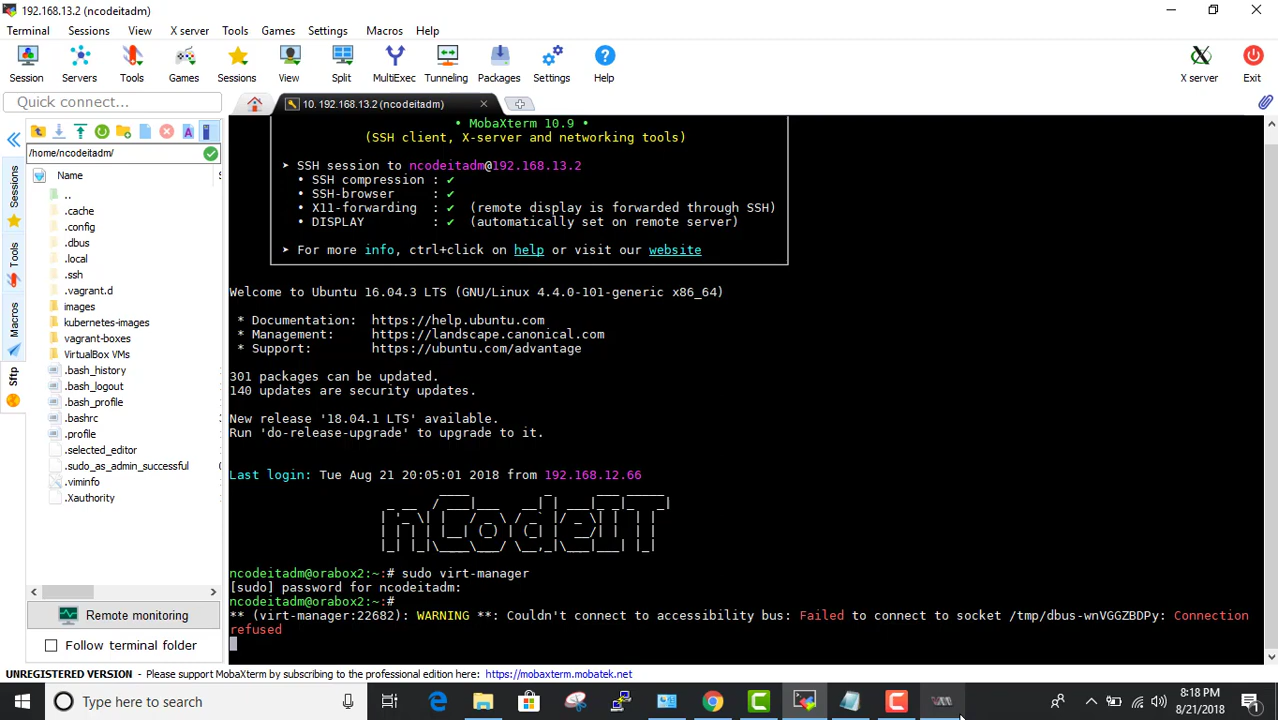 192.168.13.2 (ncodeitadm)
Terminal Sessions View X server Tools Games Settings Macros Help
Session Servers Tools Games Sessions View Split MultiExec Tunneling Packages Settings Help X server Exit
Quick connect...
10. 192.168.13.2 (ncodeitadm)
/home/ncodeitadm/
Name
..
.cache
.config
.dbus
.local
.ssh
.vagrant.d
images
kubernetes-images
vagrant-boxes
VirtualBox VMs
.bash_history
.bash_logout
.bash_profile
.bashrc
.profile
.selected_editor
.sudo_as_admin_successful
.viminfo
.Xauthority
Sessions
Tools
Macros
Sftp
Remote monitoring
Follow terminal folder
• MobaXterm 10.9 •
(SSH client, X-server and networking tools)
➤ SSH session to ncodeitadm@192.168.13.2
• SSH compression : ✔
• SSH-browser : ✔
• X11-forwarding : ✔ (remote display is forwarded through SSH)
• DISPLAY : ✔ (automatically set on remote server)
➤ For more info, ctrl+click on help or visit our website
Welcome to Ubuntu 16.04.3 LTS (GNU/Linux 4.4.0-101-generic x86_64)
* Documentation: https://help.ubuntu.com
* Management: https://landscape.canonical.com
* Support: https://ubuntu.com/advantage
301 packages can be updated.
140 updates are security updates.
New release '18.04.1 LTS' available.
Run 'do-release-upgrade' to upgrade to it.
Last login: Tue Aug 21 20:05:01 2018 from 192.168.12.66
nCodeIT
ncodeitadm@orabox2:~:# sudo virt-manager
[sudo] password for ncodeitadm:
ncodeitadm@orabox2:~:#
** (virt-manager:22682): WARNING **: Couldn't connect to accessibility bus: Failed to connect to socket /tmp/dbus-wnVGGZBDPy: Connection
refused
UNREGISTERED VERSION - Please support MobaXterm by subscribing to the professional edition here: https://mobaxterm.mobatek.net
Type here to search
8:18 PM
8/21/2018